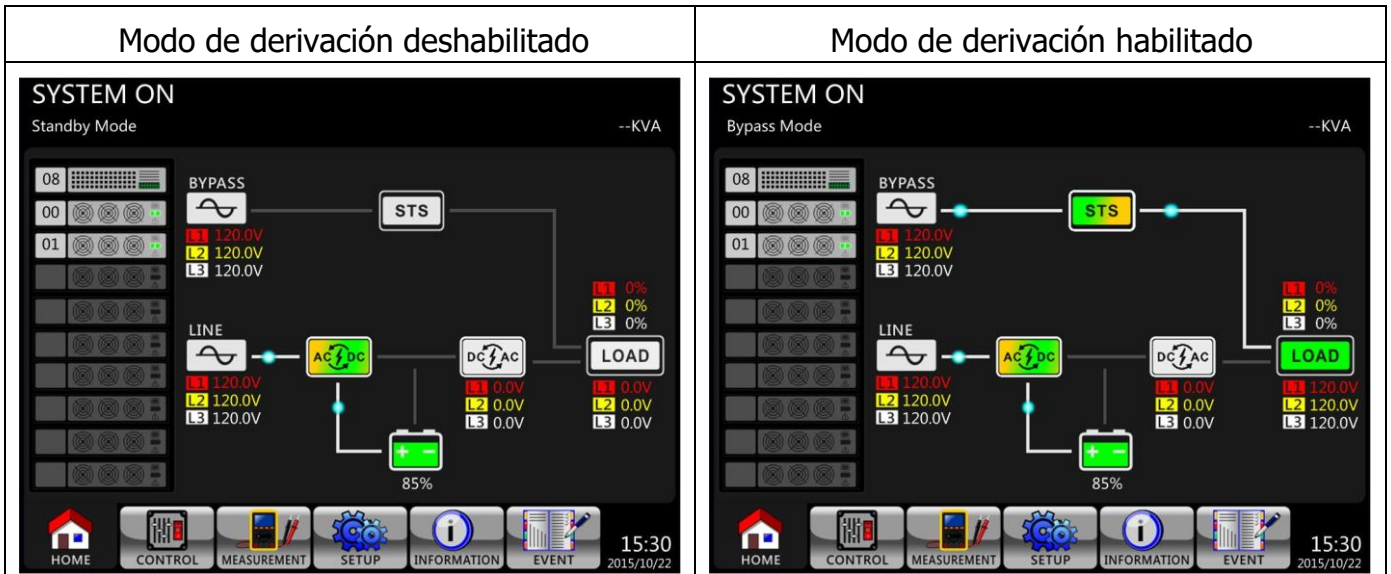 Modo de derivación deshabilitado
SYSTEM ON
Standby Mode
--KVA
08
00
01
BYPASS
STS
L1 120.0V
L2 120.0V
L3 120.0V
L1 0%
L2 0%
L3 0%
LINE
AC DC
DC AC
LOAD
L1 120.0V
L2 120.0V
L3 120.0V
L1 0.0V
L2 0.0V
L3 0.0V
L1 0.0V
L2 0.0V
L3 0.0V
+ -
85%
HOME
CONTROL
MEASUREMENT
SETUP
i
INFORMATION
EVENT
15:30
2015/10/22
Modo de derivación habilitado
SYSTEM ON
Bypass Mode
--KVA
08
00
01
BYPASS
STS
L1 120.0V
L2 120.0V
L3 120.0V
L1 0%
L2 0%
L3 0%
LINE
AC DC
DC AC
LOAD
L1 120.0V
L2 120.0V
L3 120.0V
L1 0.0V
L2 0.0V
L3 0.0V
L1 120.0V
L2 120.0V
L3 120.0V
+ -
85%
HOME
CONTROL
MEASUREMENT
SETUP
i
INFORMATION
EVENT
15:30
2015/10/22